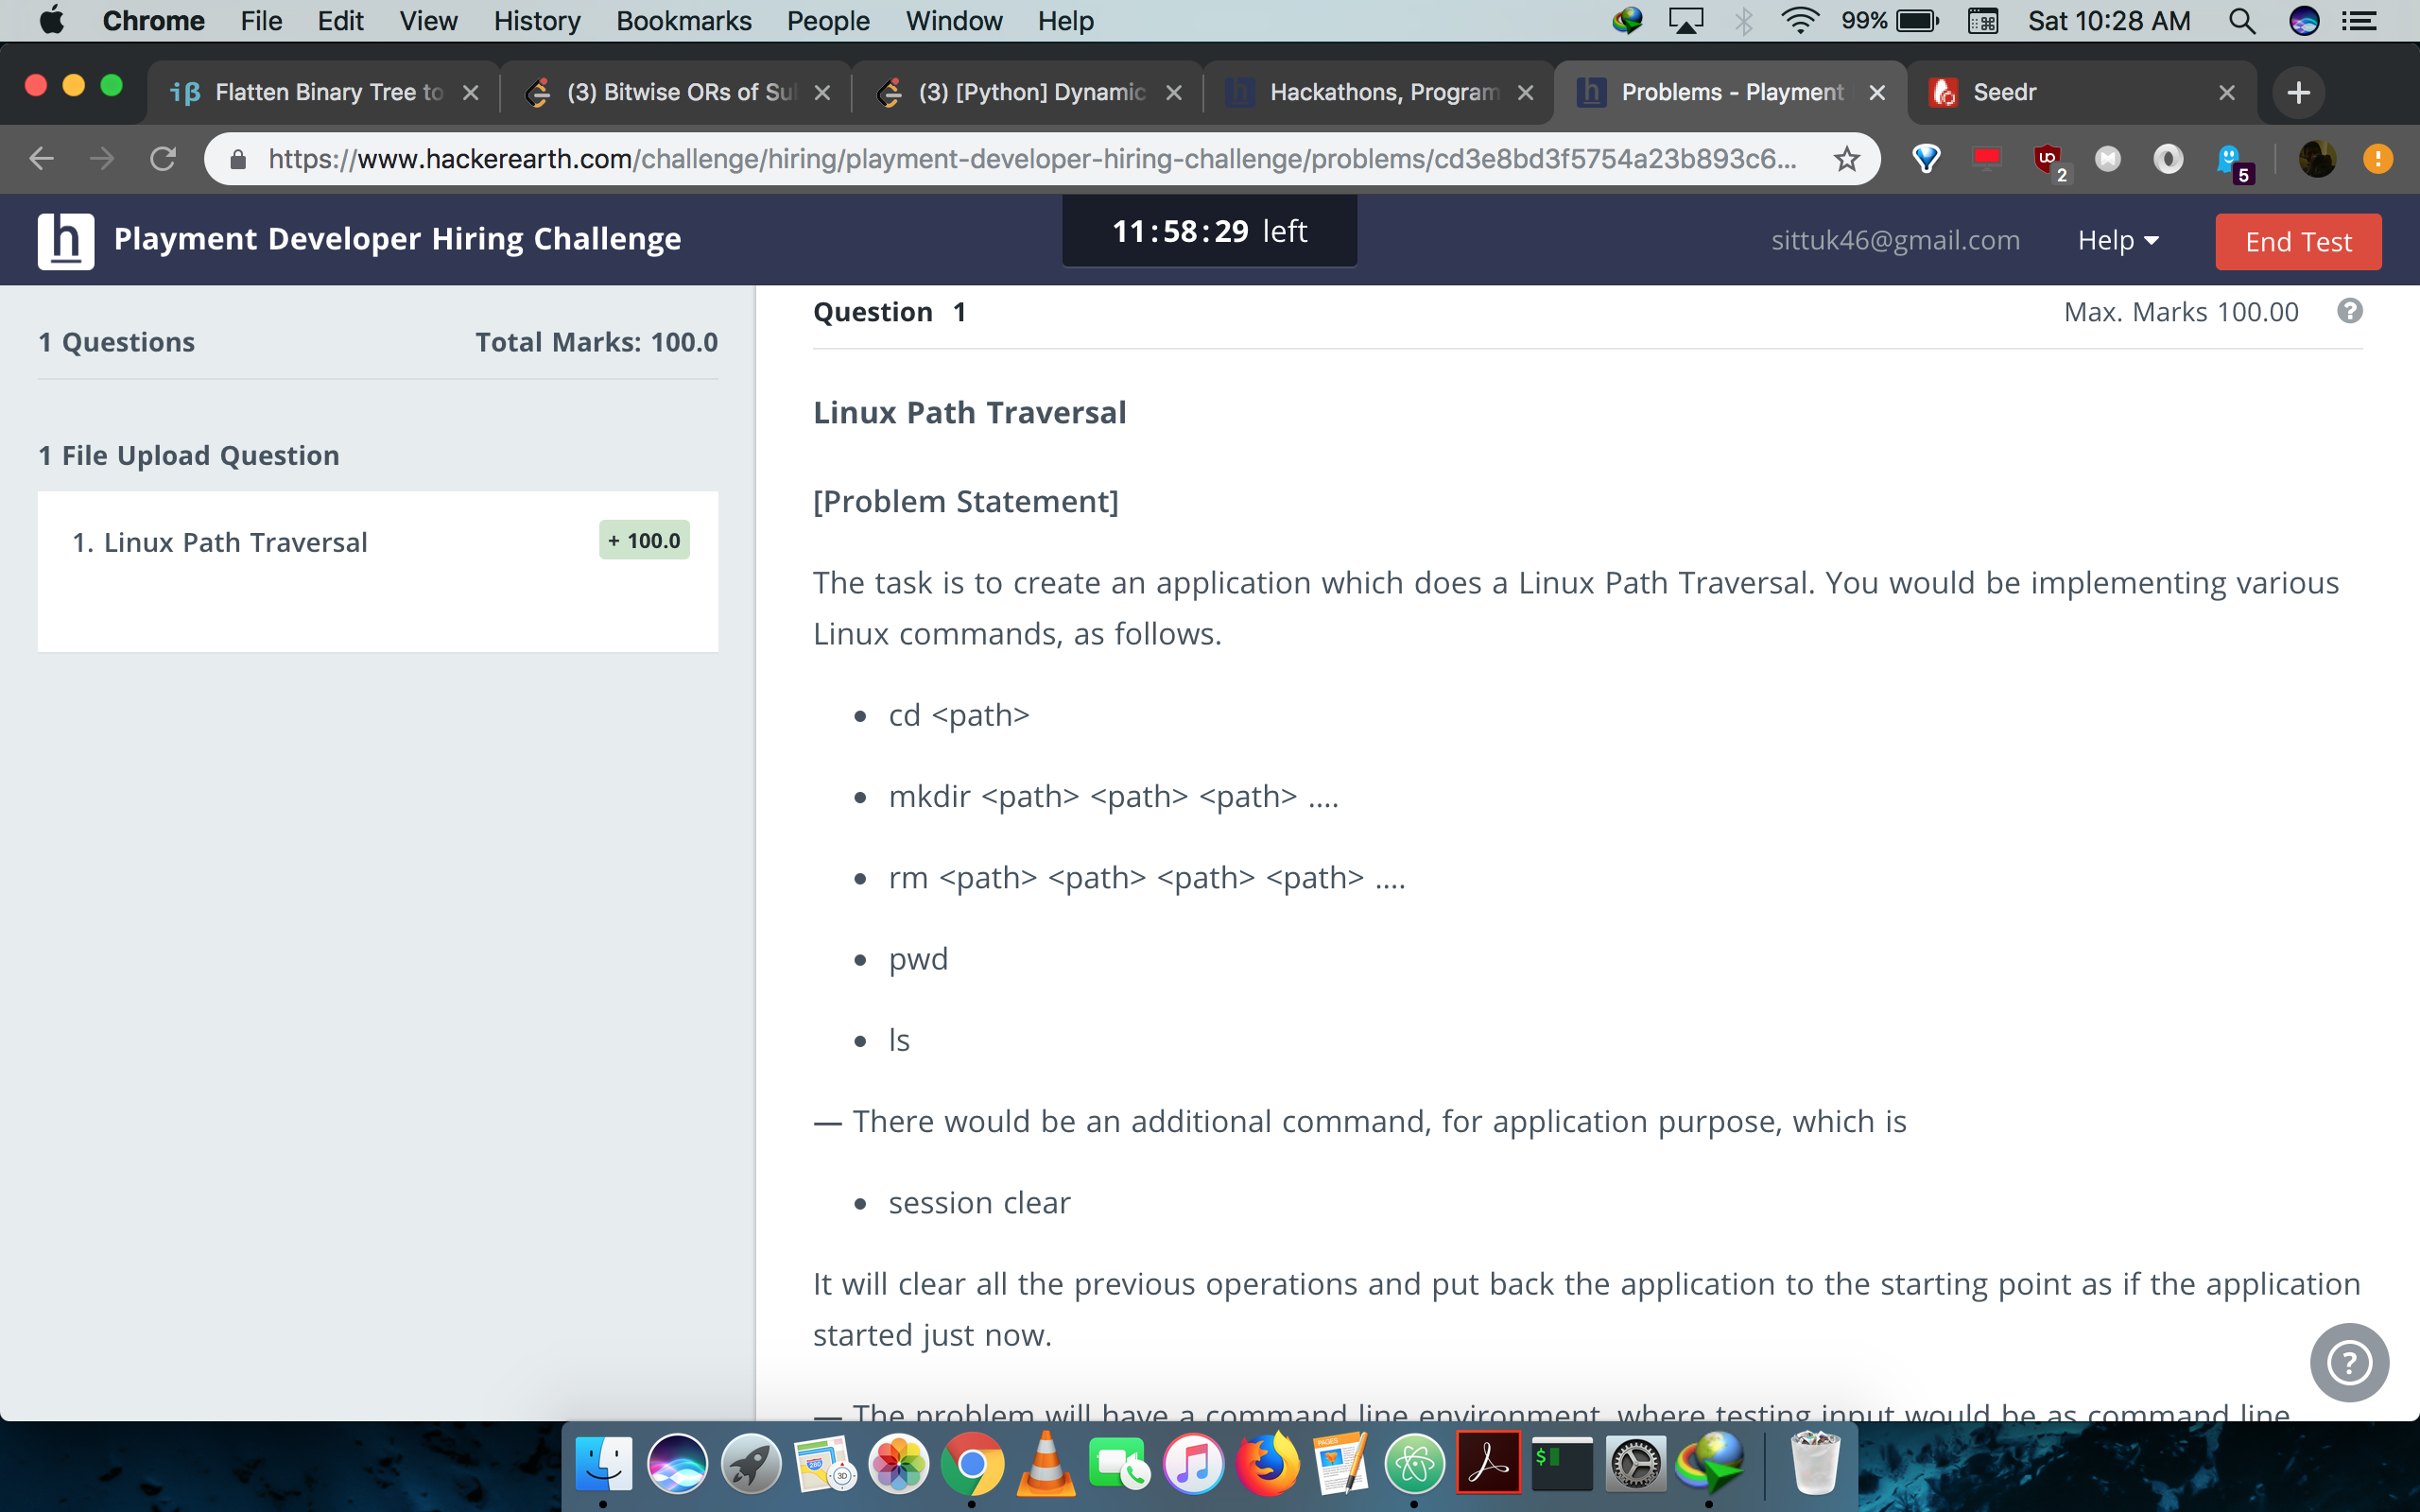 Chrome File Edit View History Bookmarks People Window Help 99% Sat 10:28 AM
iβ Flatten Binary Tree to (3) Bitwise ORs of Su (3) [Python] Dynamic Hackathons, Program Problems - Playment Seedr
https://www.hackerearth.com/challenge/hiring/playment-developer-hiring-challenge/problems/cd3e8bd3f5754a23b893c6... 2 5
h Playment Developer Hiring Challenge 11:58:29 left sittuk46@gmail.com Help End Test
1 Questions Total Marks: 100.0
1 File Upload Question
1. Linux Path Traversal + 100.0
Question 1 Max. Marks 100.00 ?
Linux Path Traversal
[Problem Statement]
The task is to create an application which does a Linux Path Traversal. You would be implementing various
Linux commands, as follows.
• cd <path>
• mkdir <path> <path> <path> ....
• rm <path> <path> <path> <path> ....
• pwd
• ls
— There would be an additional command, for application purpose, which is
• session clear
It will clear all the previous operations and put back the application to the starting point as if the application
started just now.
?
— The problem will have a command line environment, where testing input would be as command line